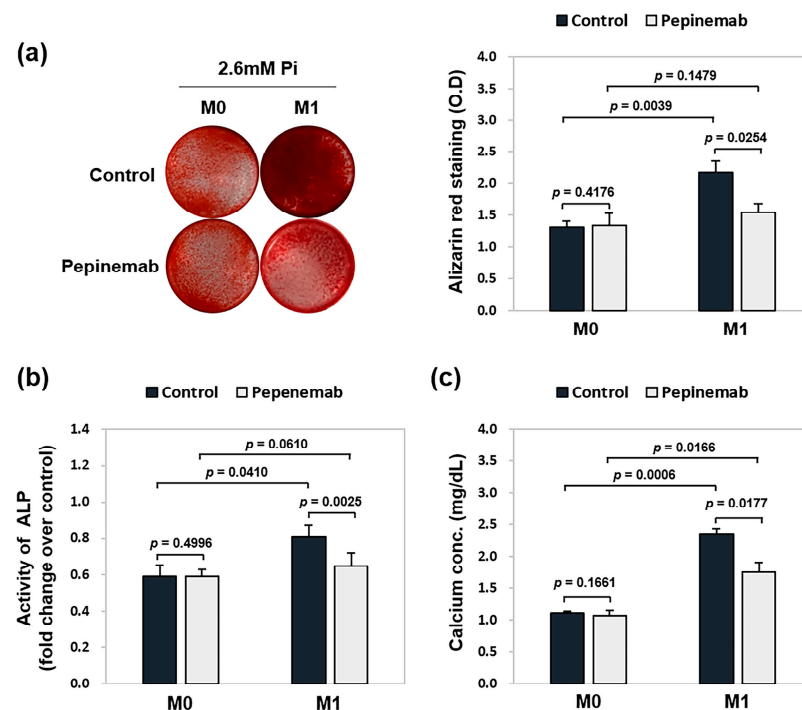 (a)
2.6mM Pi
M0 M1
Control
Pepinemab
Control Pepinemab
Alizarin red staining (O.D)
4.0
3.5
3.0
2.5
2.0
1.5
1.0
0.5
0.0
p = 0.1479
p = 0.0039
p = 0.0254
p = 0.4176
M0 M1
(b)
Control Pepenemab
Activity of ALP
(fold change over control)
1.4
1.2
1.0
0.8
0.6
0.4
0.2
0.0
p = 0.0610
p = 0.0410
p = 0.0025
p = 0.4996
M0 M1
(c)
Control Pepinemab
Calcium conc. (mg/dL)
4.0
3.5
3.0
2.5
2.0
1.5
1.0
0.5
0.0
p = 0.0166
p = 0.0006
p = 0.0177
p = 0.1661
M0 M1